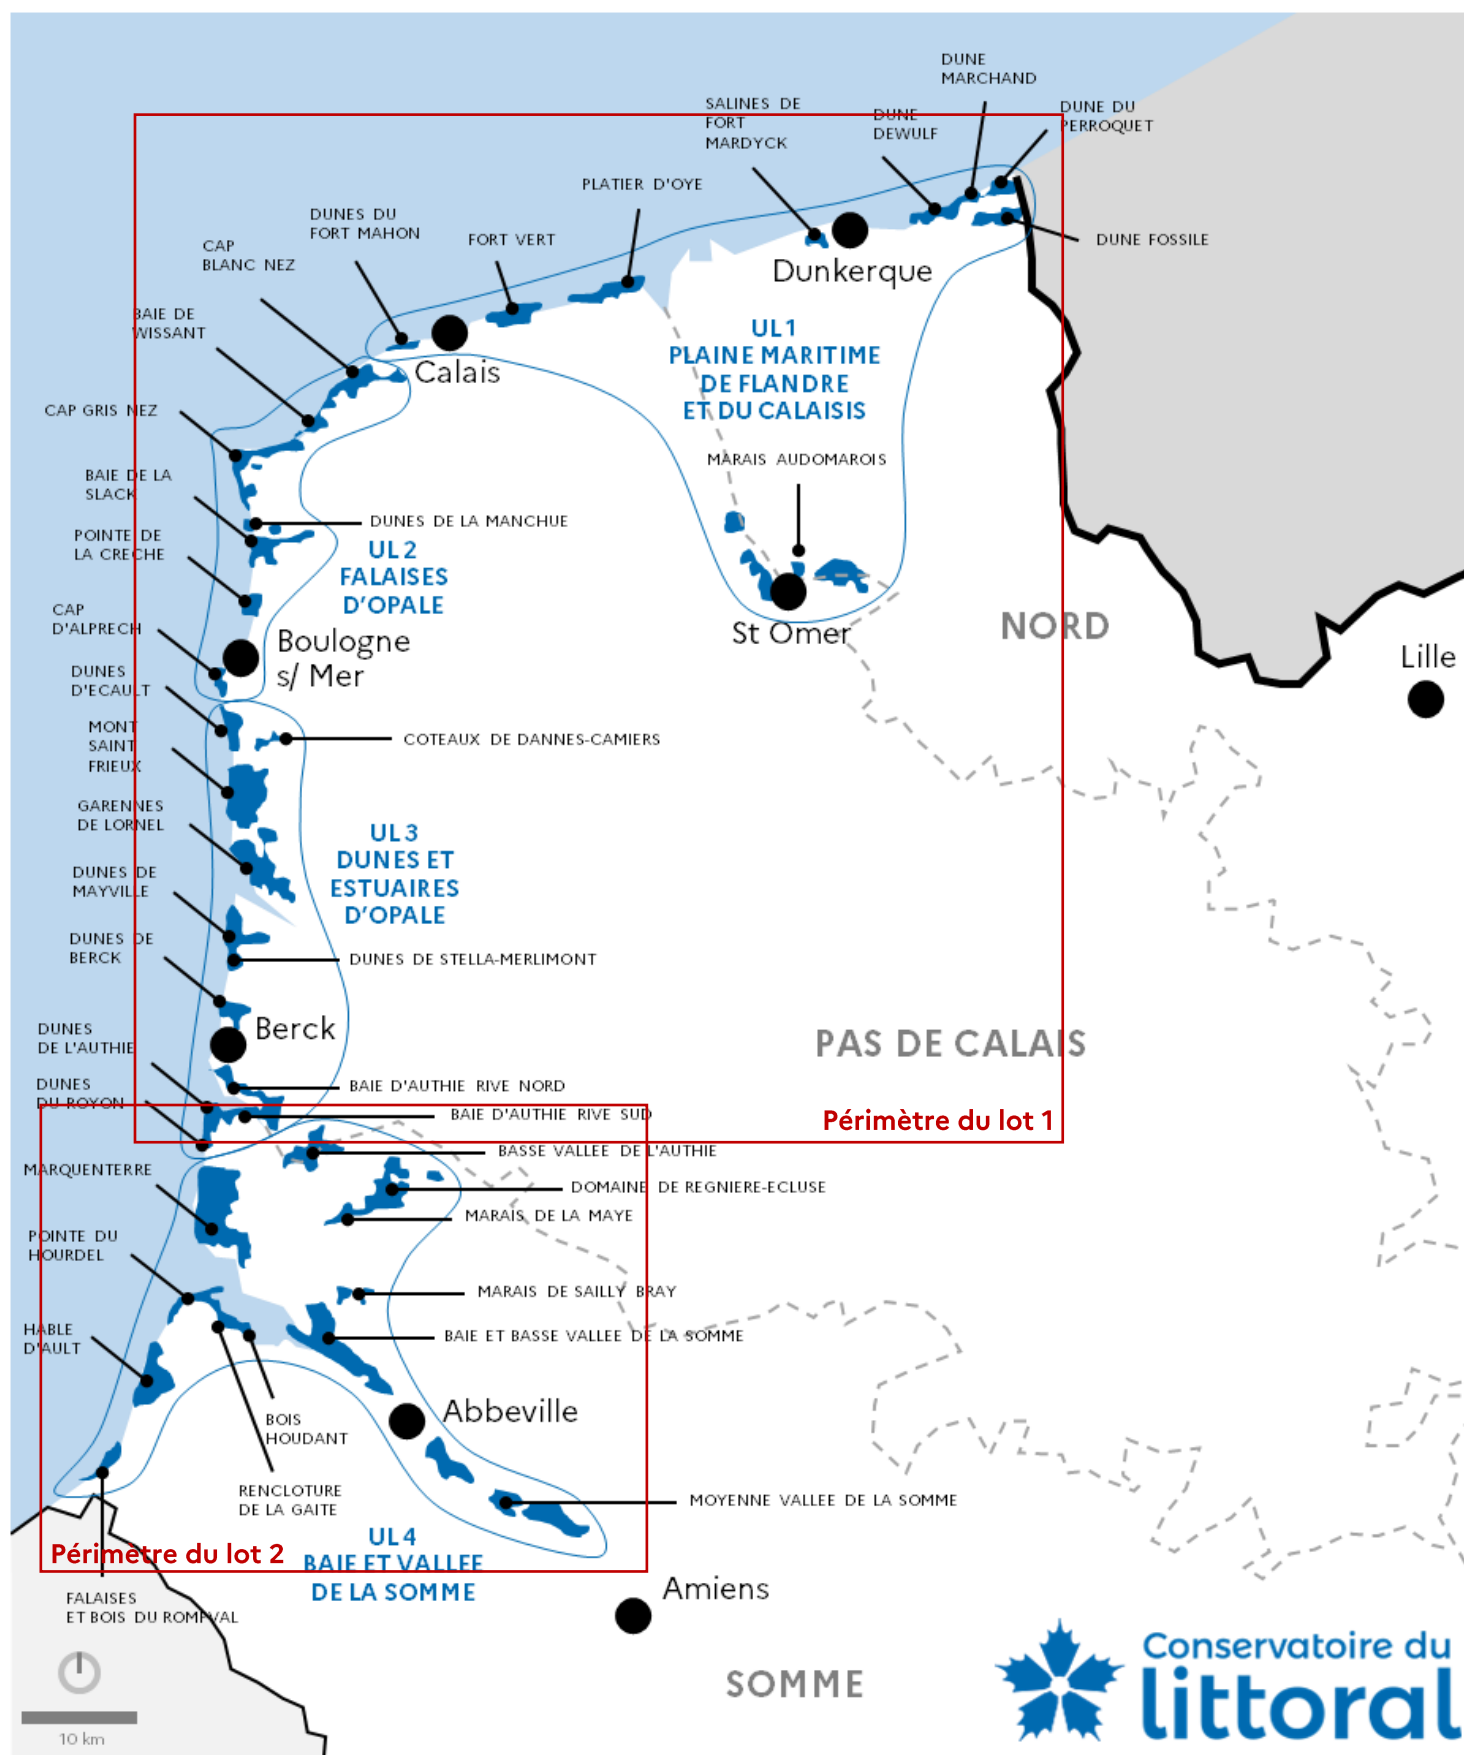 DUNE
MARCHAND
SALINES DE
FORT
MARDYCK
DUNE
DEWULF
DUNE DU
PERROQUET
PLATIER D'OYE
DUNES DU
FORT MAHON
FORT VERT
CAP
BLANC NEZ
DUNE FOSSILE
Dunkerque
BAIE DE
WISSANT
UL1
PLAINE MARITIME
DE FLANDRE
ET DU CALAISIS
Calais
CAP GRIS NEZ
MARAIS AUDOMAROIS
BAIE DE LA
SLACK
DUNES DE LA MANCHUE
POINTE DE
LA CRECHE
UL2
FALAISES
D'OPALE
CAP
D'ALPRECH
St Omer
NORD
Lille
Boulogne
s/ Mer
DUNES
D'ECAULT
MONT
SAINT
FRIEUX
COTEAUX DE DANNES-CAMIERS
GARENNES
DE LORNEL
UL3
DUNES ET
ESTUAIRES
D'OPALE
DUNES DE
MAYVILLE
DUNES DE
BERCK
DUNES DE STELLA-MERLIMONT
Berck
DUNES
DE L'AUTHIE
PAS DE CALAIS
DUNES
DU ROYON
BAIE D'AUTHIE RIVE NORD
BAIE D'AUTHIE RIVE SUD
Périmètre du lot 1
BASSE VALLEE DE L'AUTHIE
MARQUENTERRE
DOMAINE DE REGNIERE-ECLUSE
MARAIS DE LA MAYE
POINTE DU
HOURDEL
MARAIS DE SAILLY BRAY
HABLE
D'AULT
BAIE ET BASSE VALLEE DE LA SOMME
Abbeville
BOIS
HOUDANT
RENCLOTURE
DE LA GAITE
MOYENNE VALLEE DE LA SOMME
Périmètre du lot 2
UL4
BAIE ET VALLEE
DE LA SOMME
FALAISES
ET BOIS DU ROMPVAL
Amiens
SOMME
10 km
Conservatoire du
littoral